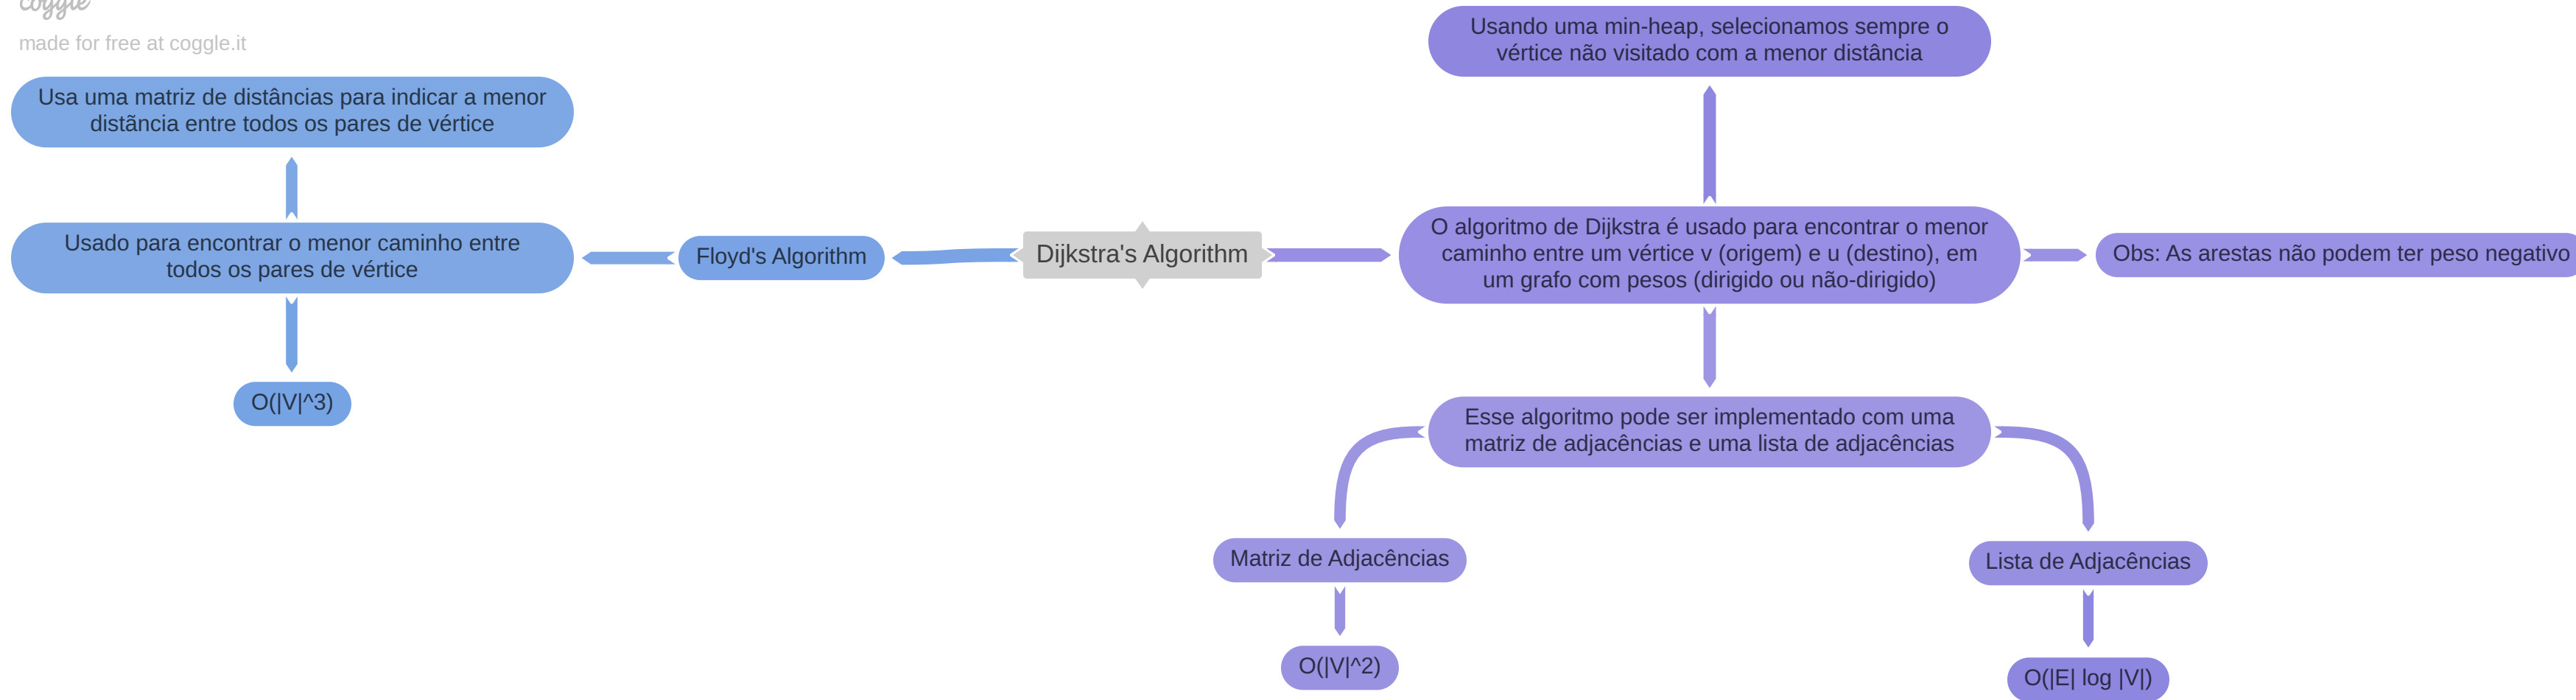 coggle
made for free at coggle.it
Usa uma matriz de distâncias para indicar a menor
distãncia entre todos os pares de vértice
Usado para encontrar o menor caminho entre
todos os pares de vértice
O(|V|^3)
Floyd's Algorithm
Dijkstra's Algorithm
Usando uma min-heap, selecionamos sempre o
vértice não visitado com a menor distância
O algoritmo de Dijkstra é usado para encontrar o menor
caminho entre um vértice v (origem) e u (destino), em
um grafo com pesos (dirigido ou não-dirigido)
Obs: As arestas não podem ter peso negativo
Esse algoritmo pode ser implementado com uma
matriz de adjacências e uma lista de adjacências
Matriz de Adjacências
O(|V|^2)
Lista de Adjacências
O(|E| log |V|)